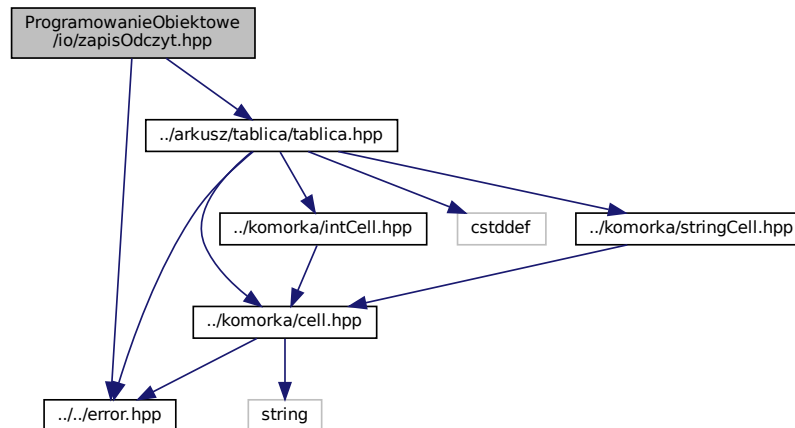 ProgramowanieObiektowe
/io/zapisOdczyt.hpp
../arkusz/tablica/tablica.hpp
../komorka/intCell.hpp
cstddef
../komorka/stringCell.hpp
../komorka/cell.hpp
../../error.hpp
string